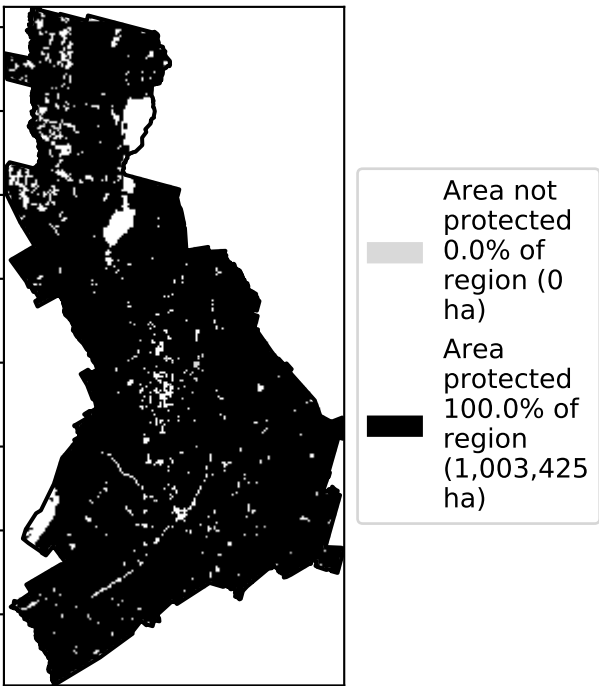 Area not
protected
0.0% of
region (0
ha)
Area
protected
100.0% of
region
(1,003,425
ha)